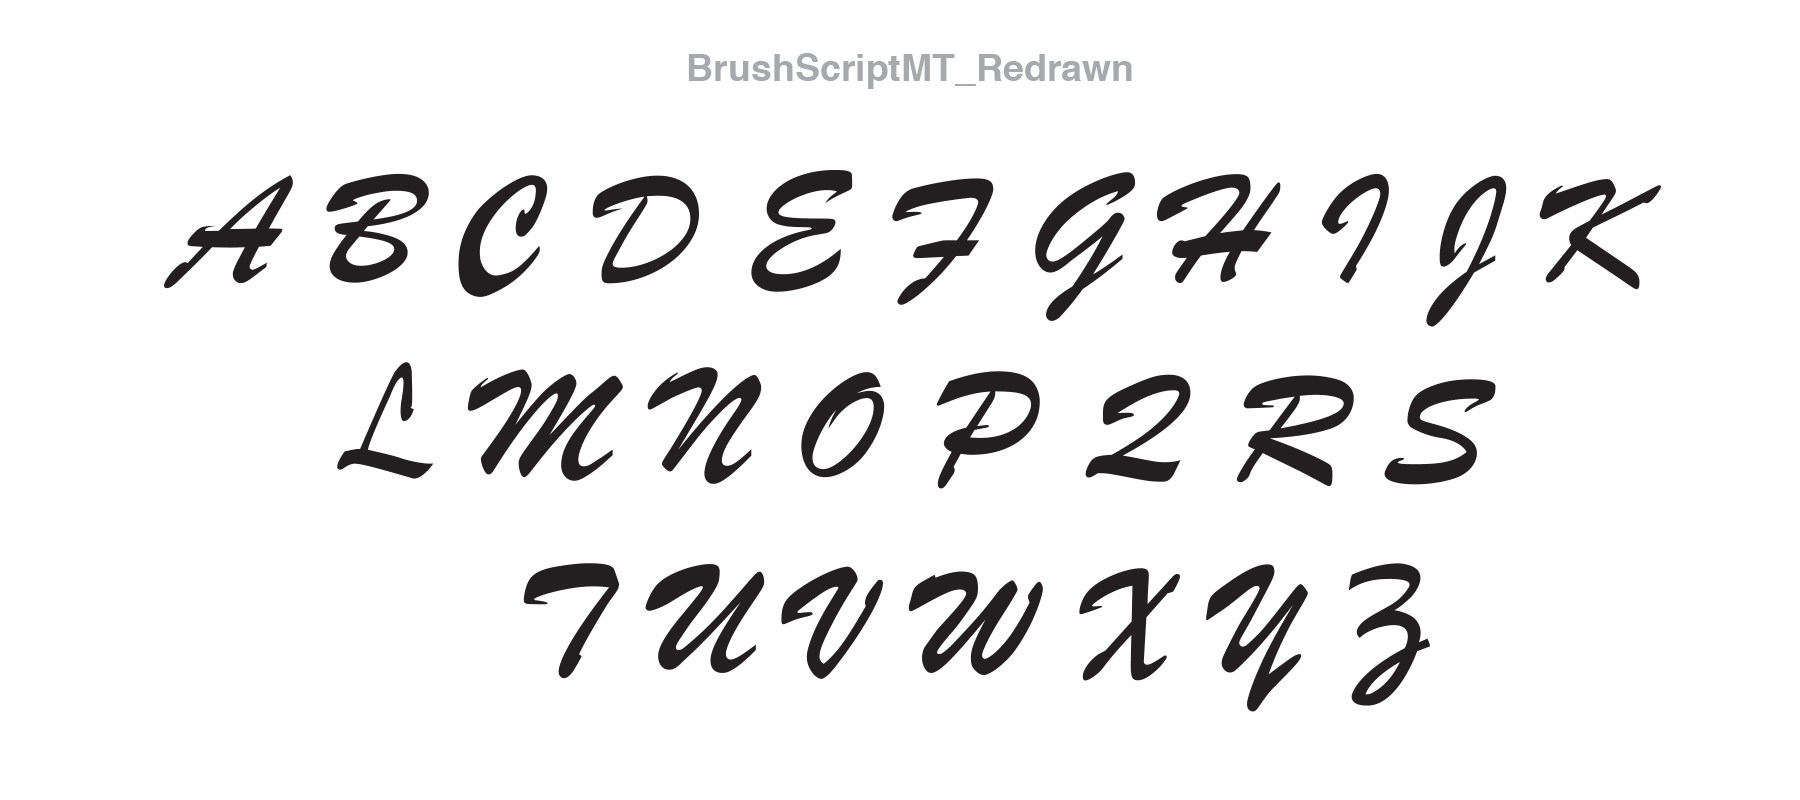 BrushScriptMT_Redrawn
A B C D E F G H I J K
L M N O P Q R S
T U V W X Y Z